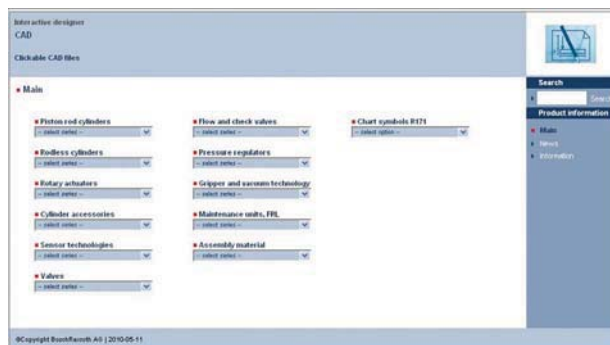 Interactive designer
CAD
Clickable CAD files
Main
Piston rod cylinders
-- select series --
Rodless cylinders
-- select series --
Rotary actuators
-- select series --
Cylinder accessories
-- select series --
Sensor technologies
-- select series --
Valves
-- select series --
Flow and check valves
-- select series --
Pressure regulators
-- select series --
Gripper and vacuum technology
-- select series --
Maintenance units, FRL
-- select series --
Assembly material
-- select series --
Chart symbols R171
-- select option --
Search
Product information
Main
News
Information
©Copyright BoschRexroth AG | 2010-05-11